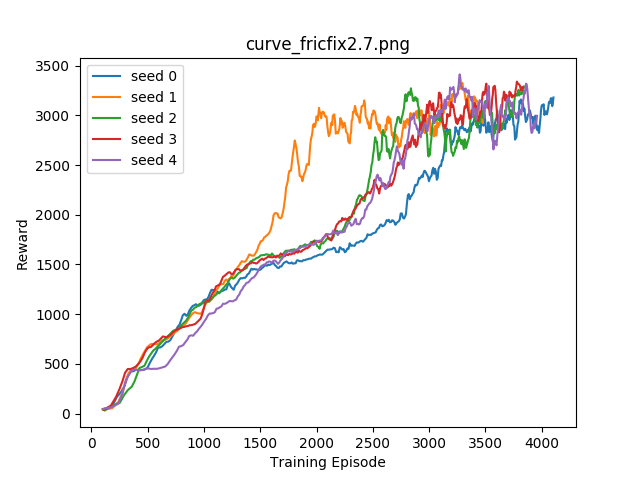 curve_fricfix2.7.png
3500
3000
2500
2000
1500
1000
500
0
Reward
seed 0
seed 1
seed 2
seed 3
seed 4
0 500 1000 1500 2000 2500 3000 3500 4000
Training Episode